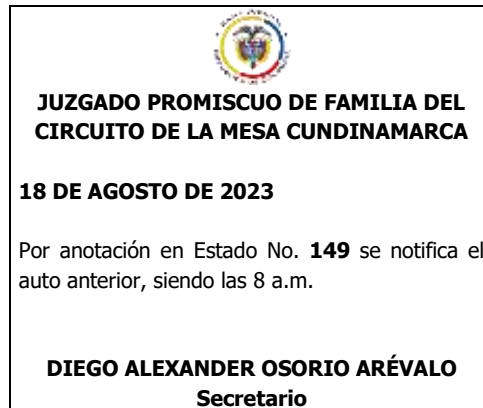 JUZGADO PROMISCUO DE FAMILIA DEL
CIRCUITO DE LA MESA CUNDINAMARCA
18 DE AGOSTO DE 2023
Por anotación en Estado No. 149 se notifica el
auto anterior, siendo las 8 a.m.
DIEGO ALEXANDER OSORIO ARÉVALO
Secretario